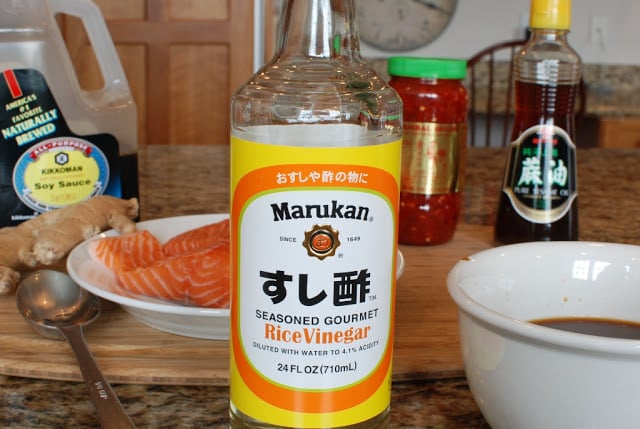 AMERICA'S
FAVORITE
NATURALLY
BREWED
ALL-PURPOSE
KIKKOMAN
Soy Sauce
おすしや酢の物に
Marukan®
SINCE 1649
®
すし酢™
SEASONED GOURMET
Rice Vinegar
DILUTED WITH WATER TO 4.1% ACIDITY
24 FL OZ (710mL)
油
PURE SESAME OIL